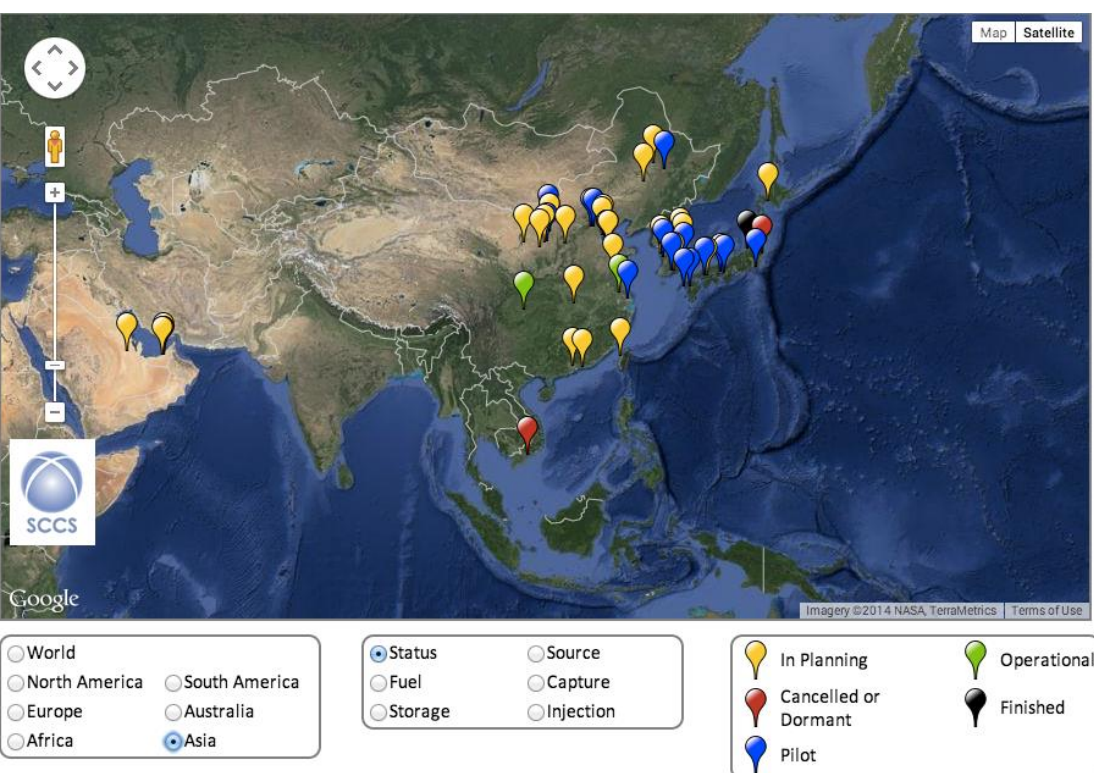 Map Satellite
+
−
SCCS
Google
Imagery ©2014 NASA, TerraMetrics Terms of Use
World
North America South America
Europe Australia
Africa Asia
Status Source
Fuel Capture
Storage Injection
In Planning Operational
Cancelled or
Dormant
Finished
Pilot